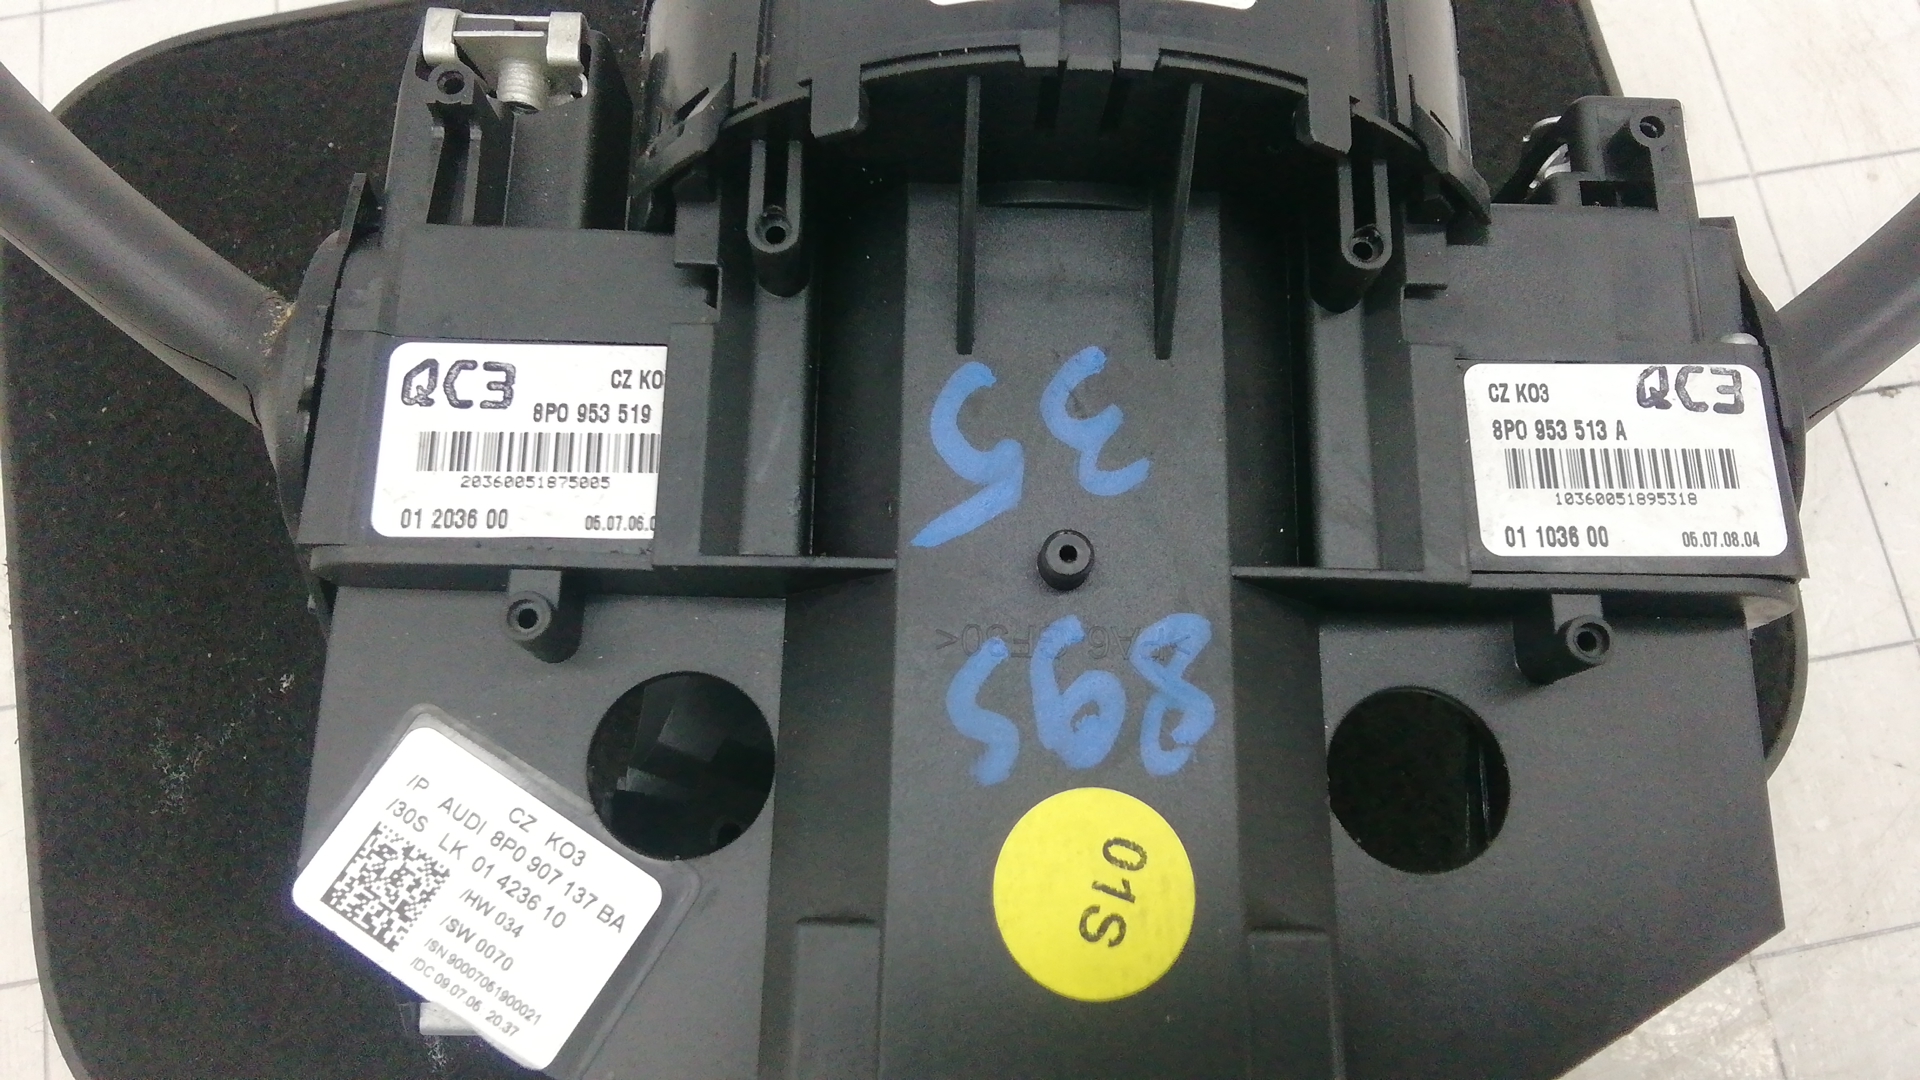 QC3
CZ KO
8P0 953 519
20360051875005
01 2036 00
05.07.06.0
CZ KO3
QC3
8P0 953 513 A
10360051895318
01 1036 00
05.07.08.04
35
895
01S
CZ KO3
/P AUDI 8P0 907 137 BA
/30S LK 01 4236 10
/HW 034
/SW 0070
/SN 90007051900021
/DC 09.07.05 20:37